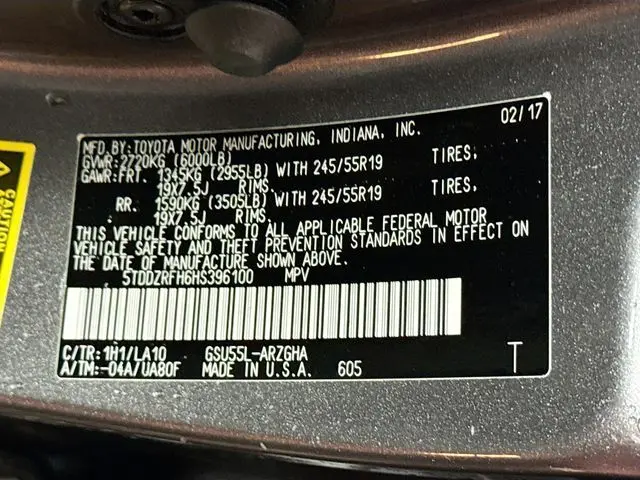 02/17
MFD.BY:TOYOTA MOTOR MANUFACTURING, INDIANA, INC.
GVWR:2720KG (6000LB)
GAWR:FRT. 1345KG (2955LB) WITH 245/55R19 TIRES,
19X7.5J RIMS.
RR. 1590KG (3505LB) WITH 245/55R19 TIRES,
19X7.5J RIMS.
THIS VEHICLE CONFORMS TO ALL APPLICABLE FEDERAL MOTOR
VEHICLE SAFETY AND THEFT PREVENTION STANDARDS IN EFFECT ON
THE DATE OF MANUFACTURE SHOWN ABOVE.
5TDDZRFH6HS396100 MPV
C/TR:1H1/LA10 GSU55L-ARZGHA
A/TM:-04A/UA80F MADE IN U.S.A. 605 T
CAUTION